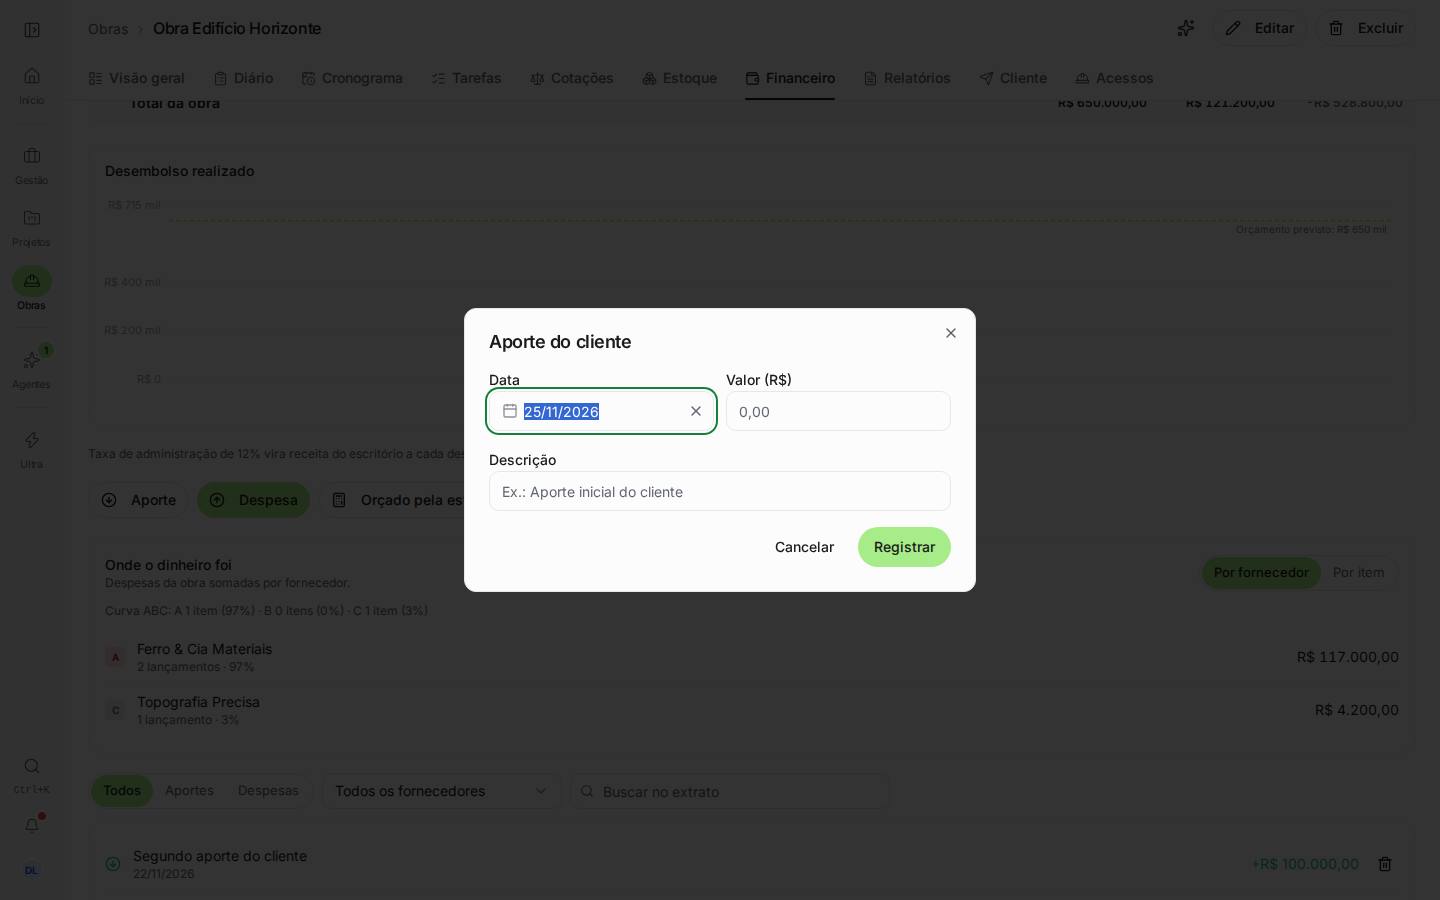 Obras > Obra Edifício Horizonte
Editar
Excluir
Visão geral
Diário
Cronograma
Tarefas
Cotações
Estoque
Financeiro
Relatórios
Cliente
Acessos
Início
Gestão
Projetos
Obras
1
Agentes
Ultra
Ctrl+K
DL
Total da obra
R$ 650.000,00
R$ 121.200,00
-R$ 528.800,00
Desembolso realizado
R$ 715 mil
Orçamento previsto: R$ 650 mil
R$ 400 mil
R$ 200 mil
R$ 0
Aporte do cliente
Data
Valor (R$)
25/11/2026
0,00
Descrição
Ex.: Aporte inicial do cliente
Cancelar
Registrar
Taxa de administração de 12% vira receita do escritório a cada des
Aporte
Despesa
Orçado pela es
Onde o dinheiro foi
Despesas da obra somadas por fornecedor.
Por fornecedor
Por item
Curva ABC: A 1 item (97%) · B 0 itens (0%) · C 1 item (3%)
A
Ferro & Cia Materiais
2 lançamentos · 97%
R$ 117.000,00
C
Topografia Precisa
1 lançamento · 3%
R$ 4.200,00
Todos
Aportes
Despesas
Todos os fornecedores
Buscar no extrato
Segundo aporte do cliente
22/11/2026
+R$ 100.000,00